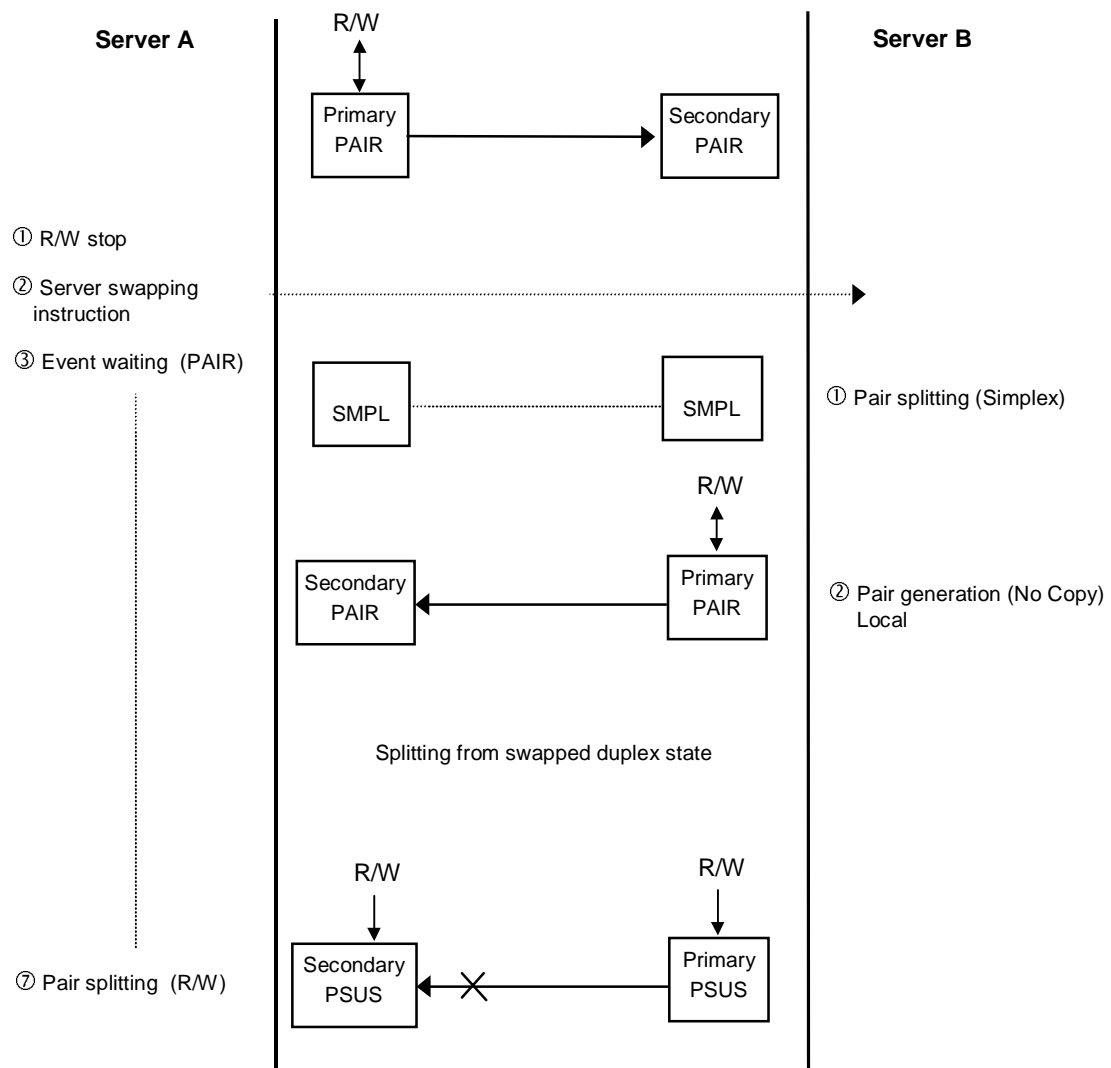 Server A
R/W
Server B
Primary
PAIR
Secondary
PAIR
① R/W stop
② Server swapping
instruction
③ Event waiting (PAIR)
SMPL
SMPL
① Pair splitting (Simplex)
R/W
Secondary
PAIR
Primary
PAIR
② Pair generation (No Copy)
Local
Splitting from swapped duplex state
R/W
R/W
Secondary
PSUS
Primary
PSUS
⑦ Pair splitting (R/W)